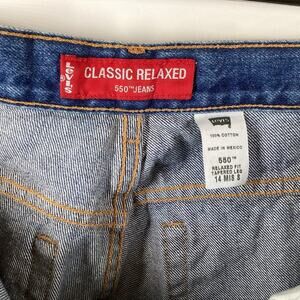 LEVI'S
CLASSIC RELAXED
550™ JEANS
LEVI'S
100% COTTON
MADE IN MEXICO
550™
RELAXED FIT
TAPERED LEG
14 MIS S